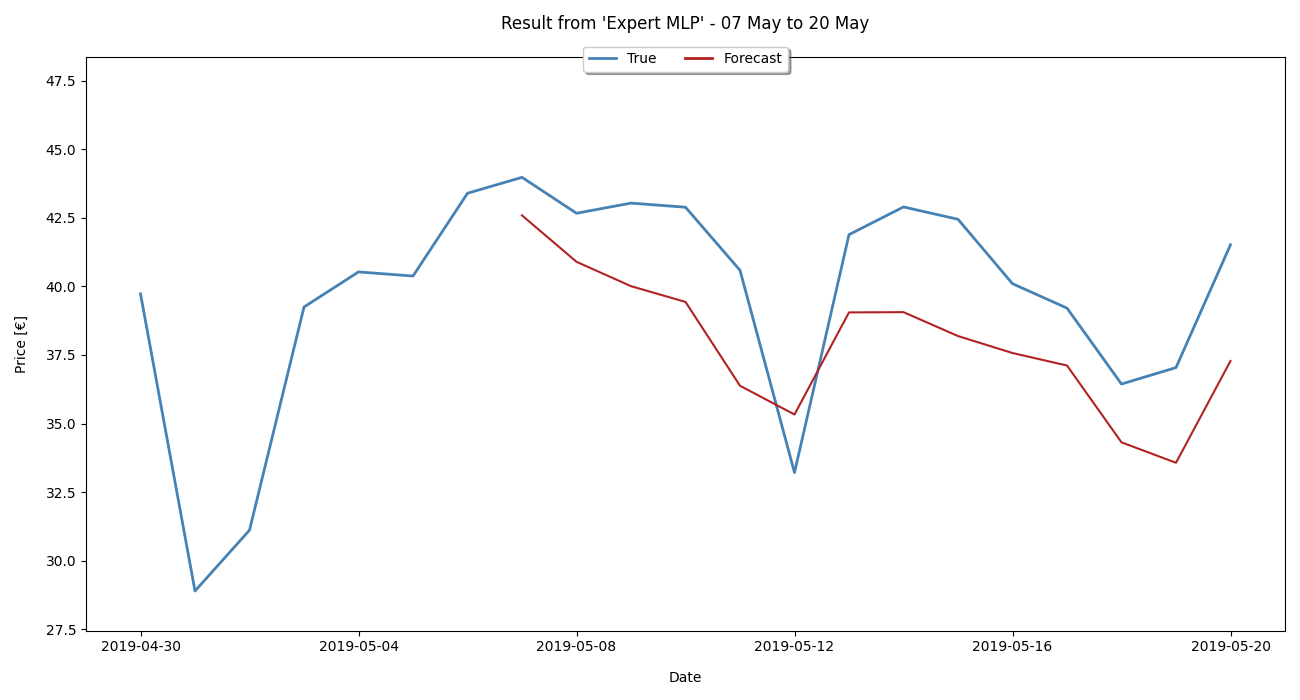 Result from 'Expert MLP' - 07 May to 20 May
True Forecast
47.5
45.0
42.5
40.0
37.5
35.0
32.5
30.0
27.5
Price [€]
2019-04-30 2019-05-04 2019-05-08 2019-05-12 2019-05-16 2019-05-20
Date